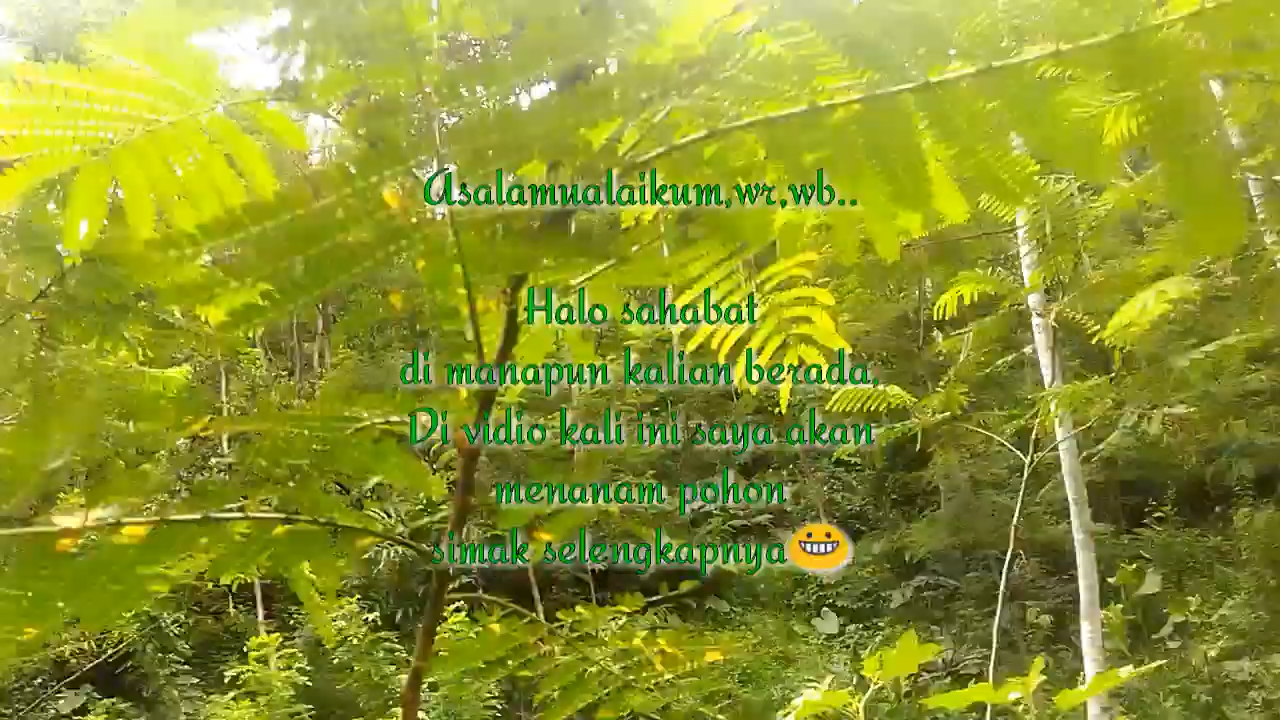 Asalamualaikum,wr,wb..
Halo sahabat
di manapun kalian berada,
Di vidio kali ini saya akan
menanam pohon
simak selengkapnya😀